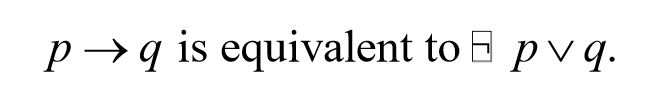 p → q is equivalent to ¬ p ∨ q.